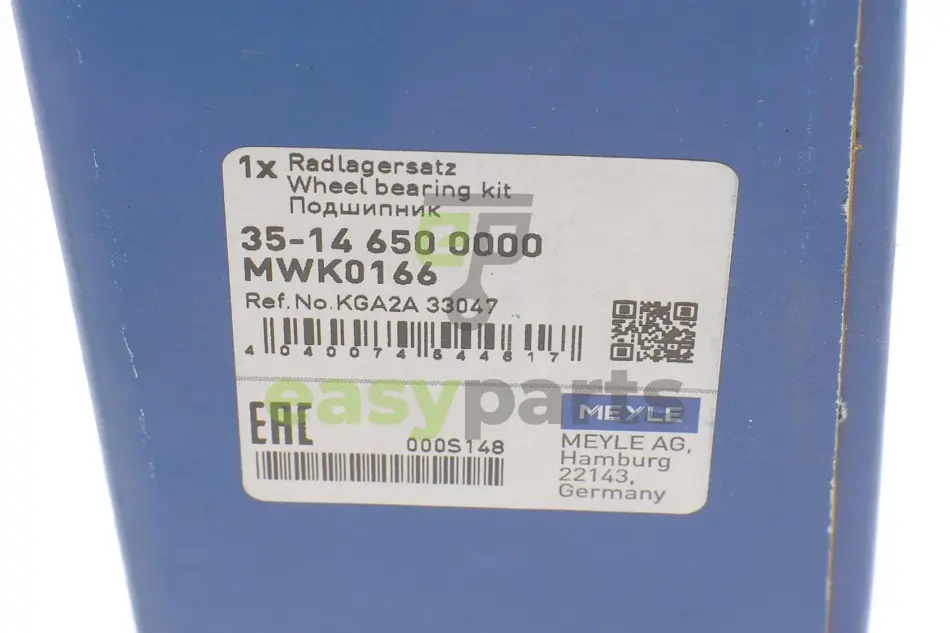 1x Radlagersatz
Wheel bearing kit
Подшипник
35-14 650 0000
MWK0166
Ref.No.KGA2A 33047
4 040074 544617
easyparts
EAC
000S148
MEYLE
MEYLE AG,
Hamburg
22143,
Germany